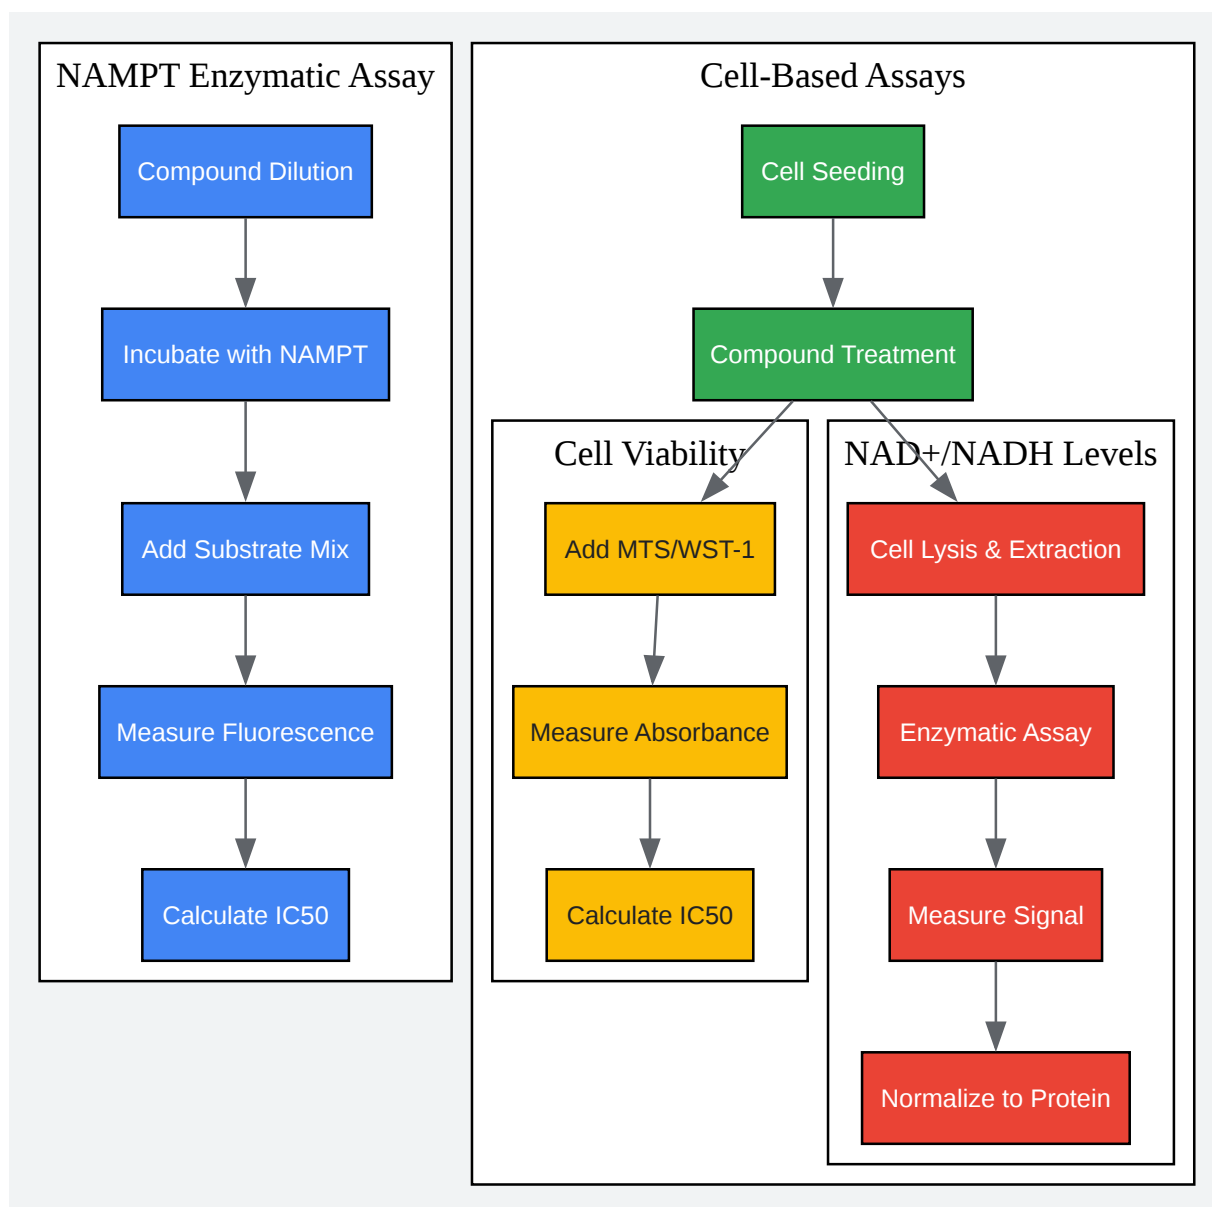 NAMPT Enzymatic Assay
Compound Dilution
Incubate with NAMPT
Add Substrate Mix
Measure Fluorescence
Calculate IC50
Cell-Based Assays
Cell Seeding
Compound Treatment
Cell Viability
Add MTS/WST-1
Measure Absorbance
Calculate IC50
NAD+/NADH Levels
Cell Lysis & Extraction
Enzymatic Assay
Measure Signal
Normalize to Protein